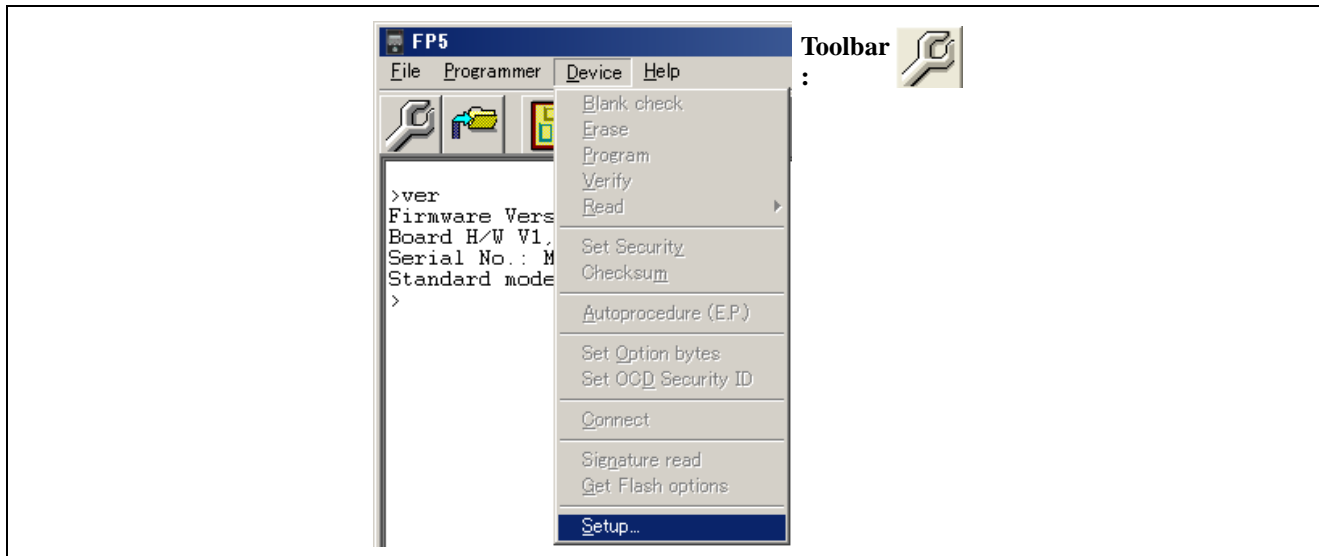 FP5
File Programmer Device Help
Toolbar
:
Blank check
Erase
Program
Verify
Read
Set Security
Checksum
Autoprocedure (E.P.)
Set Option bytes
Set OCD Security ID
Connect
Signature read
Get Flash options
Setup...
>ver
Firmware Vers
Board H/W V1,
Serial No.: M
Standard mode
>